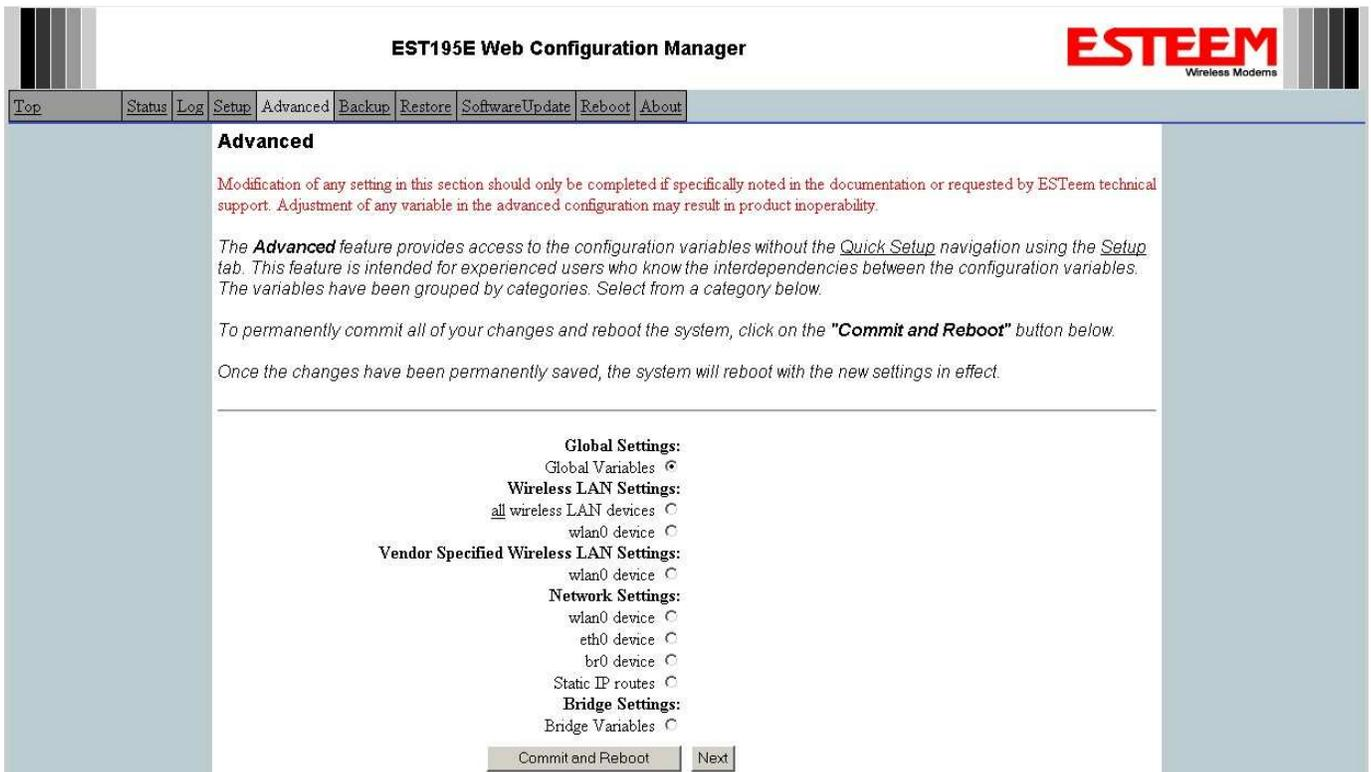 EST195E Web Configuration Manager
ESTEEM
Wireless Modems
Top Status Log Setup Advanced Backup Restore SoftwareUpdate Reboot About
Advanced
Modification of any setting in this section should only be completed if specifically noted in the documentation or requested by ESTeem technical
support. Adjustment of any variable in the advanced configuration may result in product inoperability.
The Advanced feature provides access to the configuration variables without the Quick Setup navigation using the Setup
tab. This feature is intended for experienced users who know the interdependencies between the configuration variables.
The variables have been grouped by categories. Select from a category below.
To permanently commit all of your changes and reboot the system, click on the "Commit and Reboot" button below.
Once the changes have been permanently saved, the system will reboot with the new settings in effect.
Global Settings:
Global Variables
Wireless LAN Settings:
all wireless LAN devices
wlan0 device
Vendor Specified Wireless LAN Settings:
wlan0 device
Network Settings:
wlan0 device
eth0 device
br0 device
Static IP routes
Bridge Settings:
Bridge Variables
Commit and Reboot Next